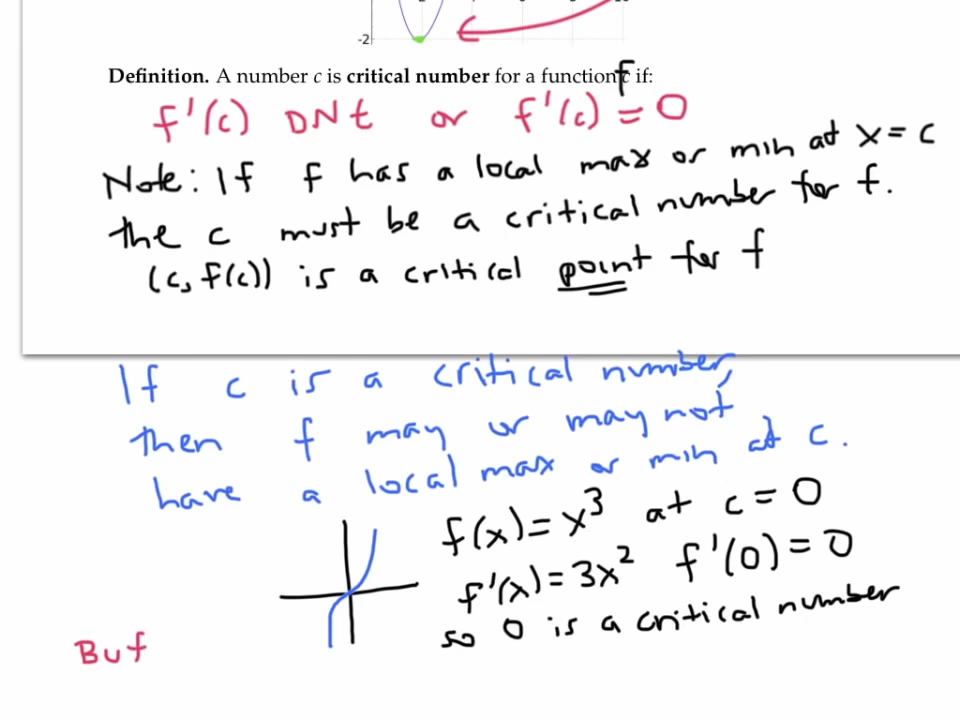 -2
Definition. A number c is critical number for a function f if:
f'(c) DNE or f'(c) = 0
Note: If f has a local max or min at x = c
the c must be a critical number for f.
(c, f(c)) is a critical point for f
If c is a critical number,
then f may or may not
have a local max or min at c.
f(x) = x³ at c = 0
f'(x) = 3x² f'(0) = 0
so 0 is a critical number
But